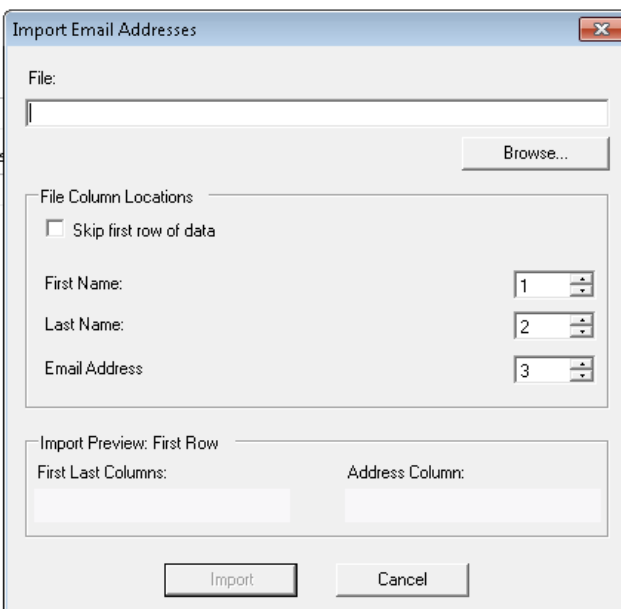 Import Email Addresses
File:
Browse...
File Column Locations
Skip first row of data
First Name:
1
Last Name:
2
Email Address
3
Import Preview: First Row
First Last Columns:
Address Column:
Import
Cancel